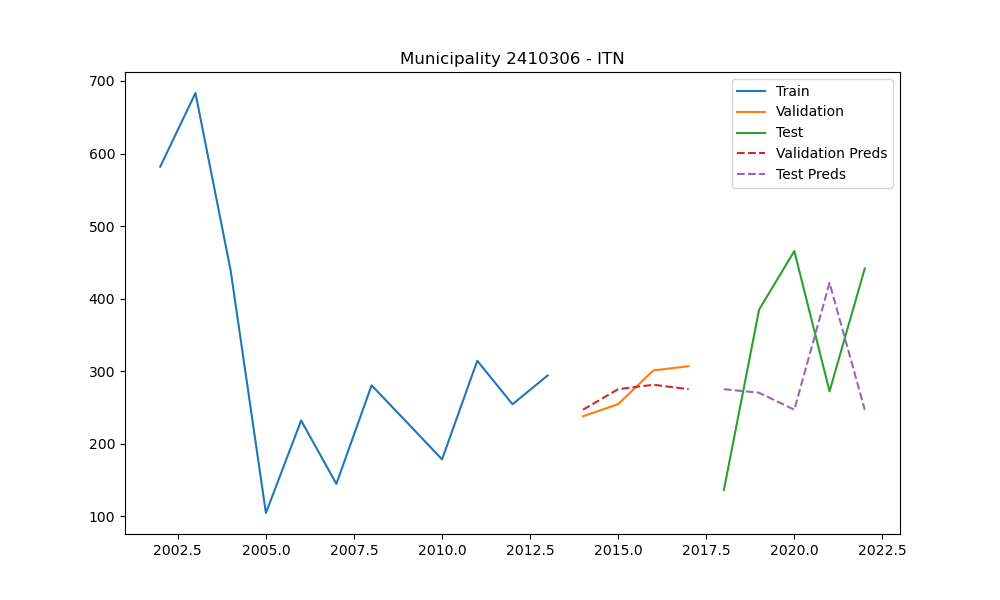 Municipality 2410306 - ITN
700
600
500
400
300
200
100
Train
Validation
Test
Validation Preds
Test Preds
2002.5 2005.0 2007.5 2010.0 2012.5 2015.0 2017.5 2020.0 2022.5